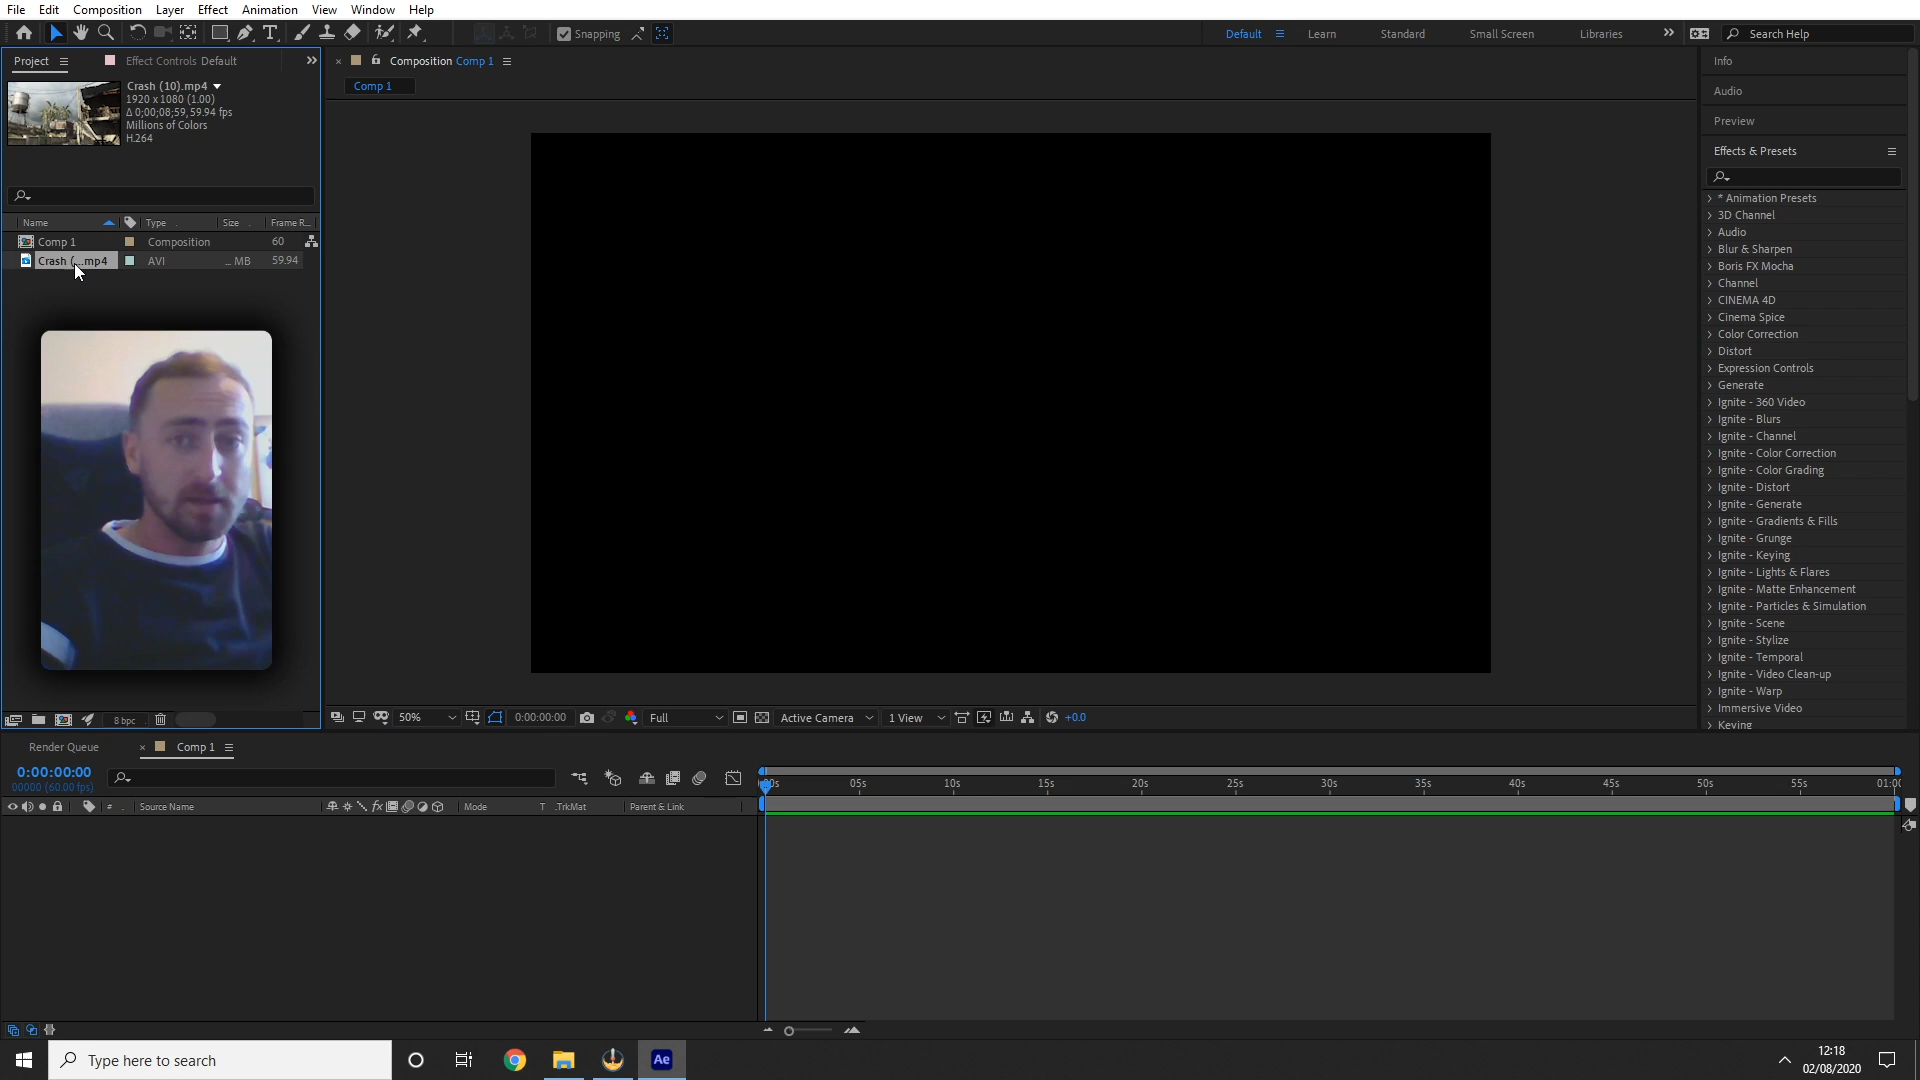 File Edit Composition Layer Effect Animation View Window Help
Snapping Default Learn Standard Small Screen Libraries Search Help
Project Effect Controls Default
Crash (10).mp4
1920 x 1080 (1.00)
Δ 0;00;08;59, 59.94 fps
Millions of Colors
H.264
Name Type Size Frame R...
Comp 1 Composition 60
Crash (...mp4 AVI ... MB 59.94
8 bpc
Composition Comp 1
Comp 1
50% 0:00:00:00 Full Active Camera 1 View +0.0
Info
Audio
Preview
Effects & Presets
* Animation Presets
3D Channel
Audio
Blur & Sharpen
Boris FX Mocha
Channel
CINEMA 4D
Cinema Spice
Color Correction
Distort
Expression Controls
Generate
Ignite - 360 Video
Ignite - Blurs
Ignite - Channel
Ignite - Color Correction
Ignite - Color Grading
Ignite - Distort
Ignite - Generate
Ignite - Gradients & Fills
Ignite - Grunge
Ignite - Keying
Ignite - Lights & Flares
Ignite - Matte Enhancement
Ignite - Particles & Simulation
Ignite - Scene
Ignite - Stylize
Ignite - Temporal
Ignite - Video Clean-up
Ignite - Warp
Immersive Video
Keying
Render Queue Comp 1
0:00:00:00
00000 (60.00 fps)
05s 10s 15s 20s 25s 30s 35s 40s 45s 50s 55s
# Source Name fx Mode T .TrkMat Parent & Link
Type here to search Ae
12:18
02/08/2020